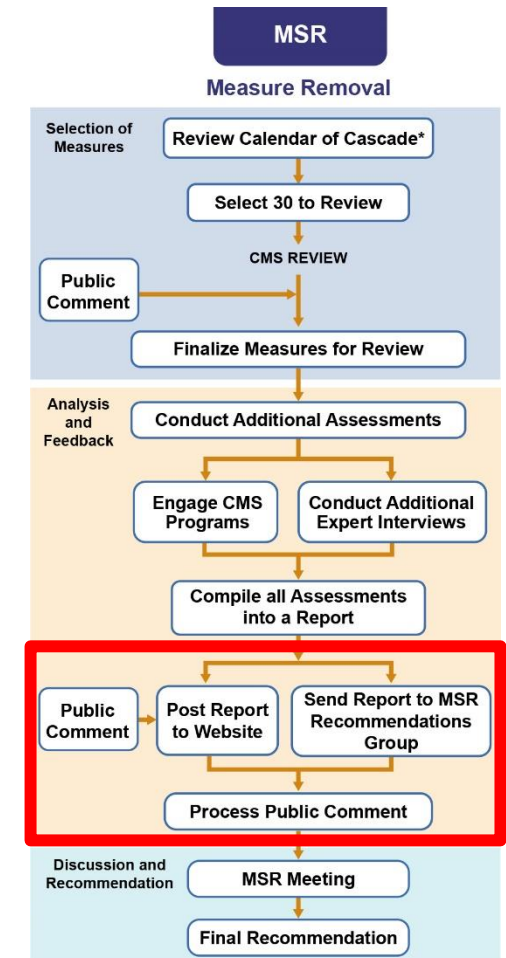 MSR
Measure Removal
Selection of
Measures
Review Calendar of Cascade*
Select 30 to Review
CMS REVIEW
Public
Comment
Finalize Measures for Review
Analysis
and
Feedback
Conduct Additional Assessments
Engage CMS
Programs
Conduct Additional
Expert Interviews
Compile all Assessments
into a Report
Public
Comment
Post Report
to Website
Send Report to MSR
Recommendations
Group
Process Public Comment
Discussion and
Recommendation
MSR Meeting
Final Recommendation